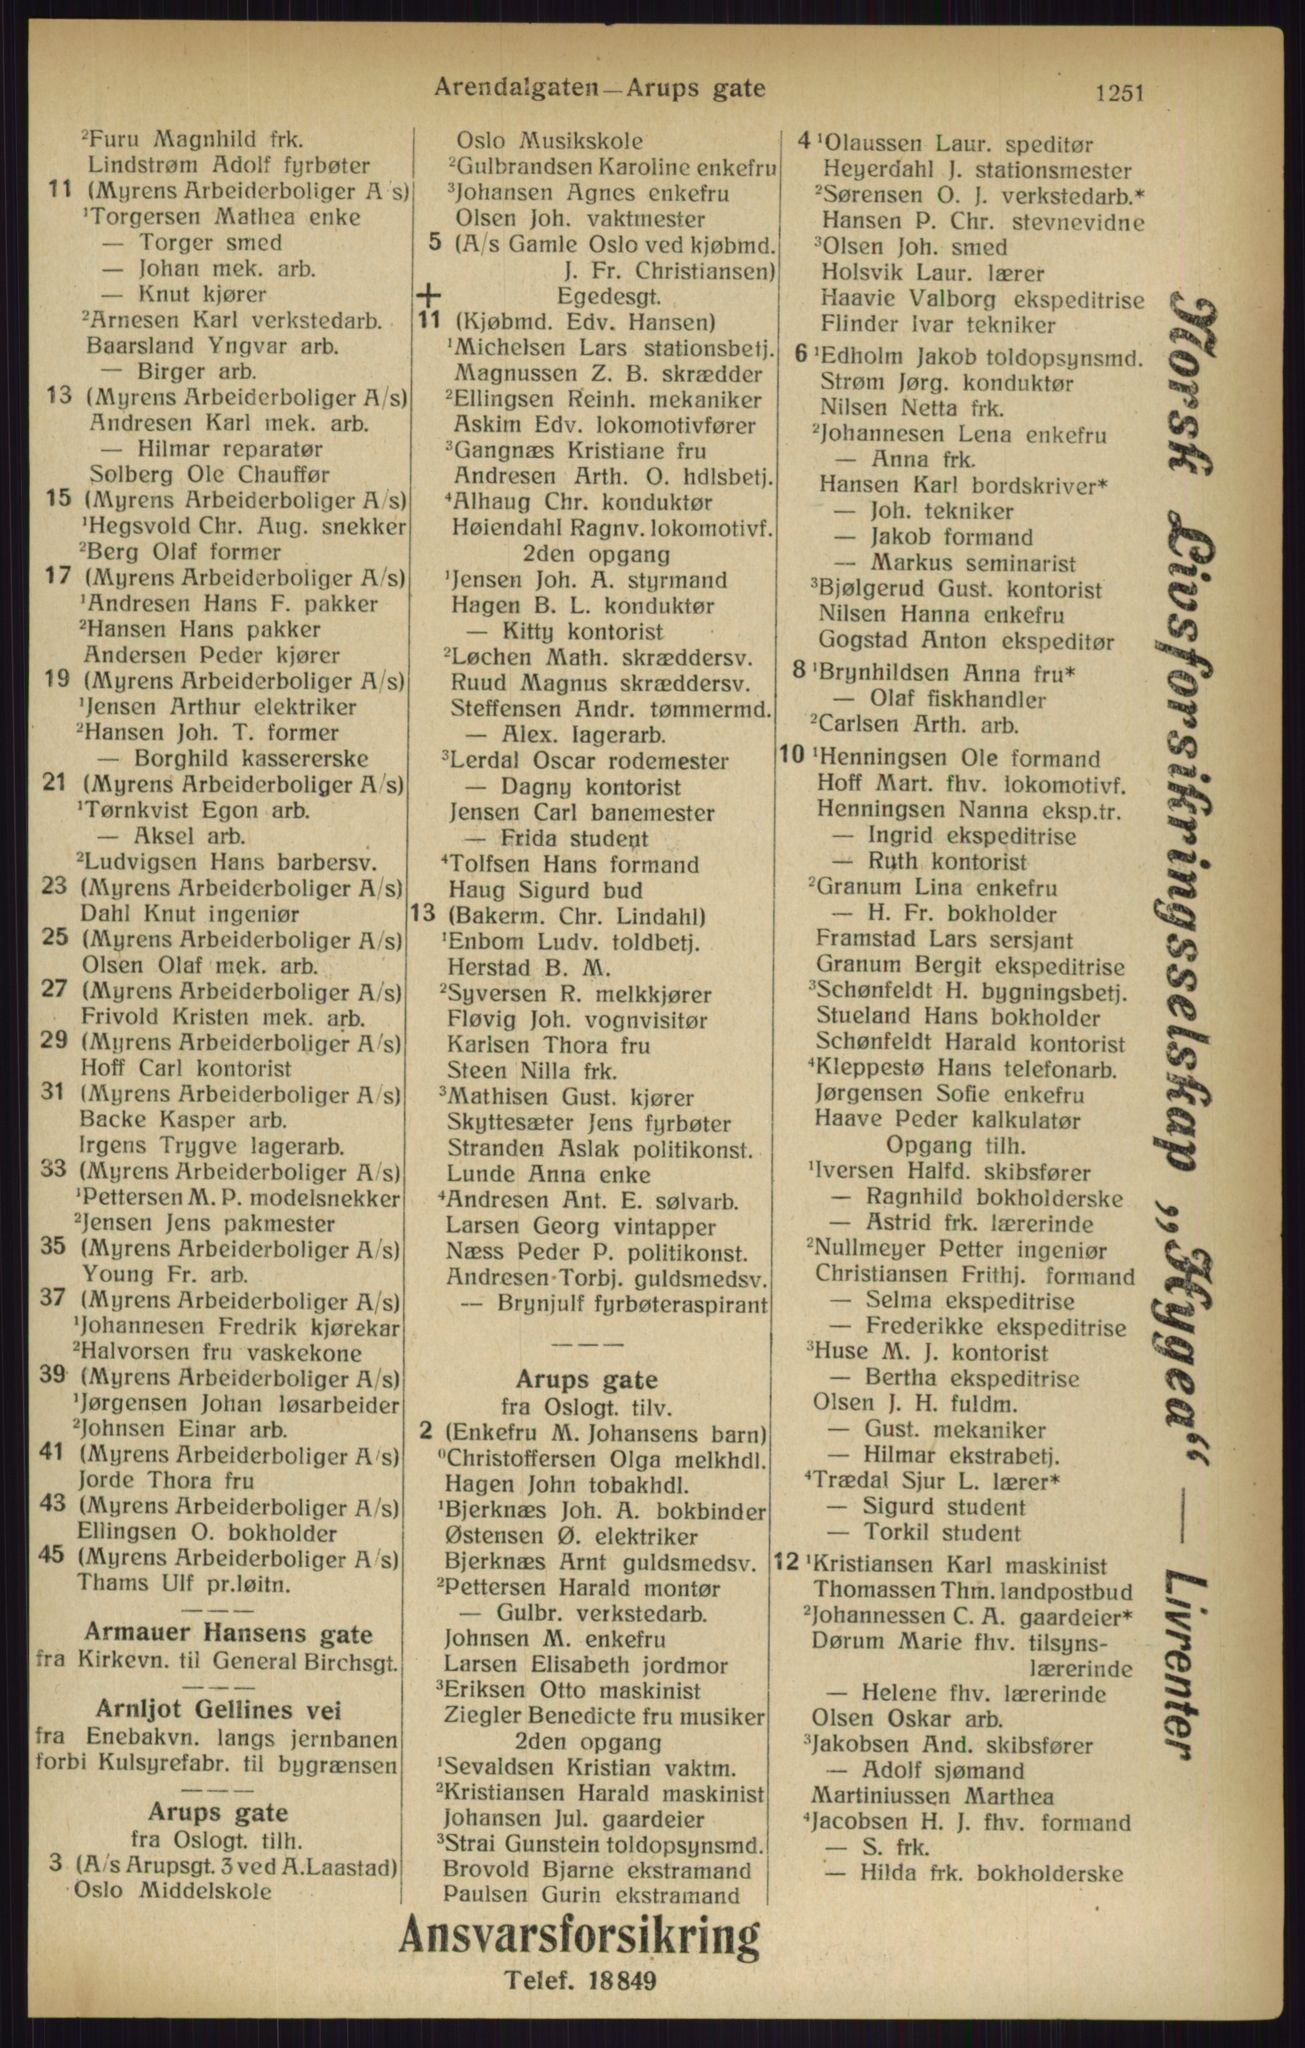 Arendalgaten—Arups gate
1251
²Furu Magnhild frk.
Lindstrøm Adolf fyrbøter
11 (Myrens Arbeiderboliger A s)
¹Torgersen Mathea enke
— Torger smed
— Johan mek. arb.
— Knut kjører
²Arnesen Karl verkstedarb.
Baarsland Yngvar arb.
— Birger arb.
13 (Myrens Arbeiderboliger A/s)
Andresen Karl mek. arb.
— Hilmar reparatør
Solberg Ole Chauffør
15 (Myrens Arbeiderboliger A/s)
¹Hegsvold Chr. Aug. snekker
²Berg Olaf former
17 (Myrens Arbeiderboliger A/s)
¹Andresen Hans F. pakker
²Hansen Hans pakker
Andersen Peder kjører
19 (Myrens Arbeiderboliger A/s)
¹Jensen Arthur elektriker
²Hansen Joh. T. former
— Borghild kassererske
21 (Myrens Arbeiderboliger A/s)
¹Tørnkvist Egon arb.
— Aksel arb.
²Ludvigsen Hans barbersv.
23 (Myrens Arbeiderboliger A/s)
Dahl Knut ingeniør
25 (Myrens Arbeiderboliger A/s)
Olsen Olaf mek. arb.
27 (Myrens Arbeiderboliger A/s)
Frivold Kristen mek. arb.
29 (Myrens Arbeiderboliger A/s)
Hoff Carl kontorist
31 (Myrens Arbeiderboliger A/s)
Backe Kasper arb.
Irgens Trygve lagerarb.
33 (Myrens Arbeiderboliger A/s)
¹Pettersen M. P. modelsnekker
²Jensen Jens pakmester
35 (Myrens Arbeiderboliger A/s)
Young Fr. arb.
37 (Myrens Arbeiderboliger A/s)
¹Johannesen Fredrik kjørekar
²Halvorsen fru vaskekone
39 (Myrens Arbeiderboliger A/s)
¹Jørgensen Johan løsarbeider
²Johnsen Einar arb.
41 (Myrens Arbeiderboliger A/s)
Jorde Thora fru
43 (Myrens Arbeiderboliger A/s)
Ellingsen O. bokholder
45 (Myrens Arbeiderboliger A/s)
Thams Ulf pr.løitn.
— — —
Armauer Hansens gate
fra Kirkevn. til General Birchsgt.
— — —
Arnljot Gellines vei
fra Enebakvn. langs jernbanen
forbi Kulsyrefabr. til bygrænsen
— — —
Arups gate
fra Oslogt. tilh.
3 (A/s Arupsgt. 3 ved A. Laastad)
Oslo Middelskole
Oslo Musikskole
²Gulbrandsen Karoline enkefru
³Johansen Agnes enkefru
Olsen Joh. vaktmester
5 (A/s Gamle Oslo ved kjøbmd.
J. Fr. Christiansen)
+ Egedesgt.
11 (Kjøbmd. Edv. Hansen)
¹Michelsen Lars stationsbetj.
Magnussen Z. B. skrædder
²Ellingsen Reinh. mekaniker
Askim Edv. lokomotivfører
³Gangnæs Kristiane fru
Andresen Arth. O. hdlsbetj.
⁴Alhaug Chr. konduktør
Høiendahl Ragnv. lokomotivf.
2den opgang
¹Jensen Joh. A. styrmand
Hagen B. L. konduktør
— Kitty kontorist
²Løchen Math. skræddersv.
Ruud Magnus skræddersv.
Steffensen Andr. tømmermd.
— Alex. lagerarb.
³Lerdal Oscar rodemester
— Dagny kontorist
Jensen Carl banemester
— Frida student
⁴Tolfsen Hans formand
Haug Sigurd bud
13 (Bakerm. Chr. Lindahl)
¹Enbom Ludv. toldbetj.
Herstad B. M.
²Syversen R. melkkjører
Fløvig Joh. vognvisitør
Karlsen Thora fru
Steen Nilla frk.
³Mathisen Gust. kjører
Skyttesæter Jens fyrbøter
Stranden Aslak politikonst.
Lunde Anna enke
⁴Andresen Ant. E. sølvarb.
Larsen Georg vintapper
Næss Peder P. politikonst.
Andresen Torbj. guldsmedsv.
— Brynjulf fyrbøteraspirant
— — —
Arups gate
fra Oslogt. tilv.
2 (Enkefru M. Johansens barn)
⁰Christoffersen Olga melkhdl.
Hagen John tobakhdl.
¹Bjerknæs Joh. A. bokbinder
Østensen Ø. elektriker
Bjerknæs Arnt guldsmedsv.
²Pettersen Harald montør
— Gulbr. verkstedarb.
Johnsen M. enkefru
Larsen Elisabeth jordmor
³Eriksen Otto maskinist
Ziegler Benedicte fru musiker
2den opgang
¹Sevaldsen Kristian vaktm.
²Kristiansen Harald maskinist
Johansen Jul. gaardeier
³Strai Gunstein toldopsynsmd.
Brovold Bjarne ekstramand
Paulsen Gurin ekstramand
4 ¹Olaussen Laur. speditør
Heyerdahl J. stationsmester
²Sørensen O. J. verkstedarb.*
Hansen P. Chr. stevnevidne
³Olsen Joh. smed
Holsvik Laur. lærer
Haavie Valborg ekspeditrise
Flinder Ivar tekniker
6 ¹Edholm Jakob toldopsynsmd.
Strøm Jørg. konduktør
Nilsen Netta frk.
²Johannesen Lena enkefru
— Anna frk.
Hansen Karl bordskriver*
— Joh. tekniker
— Jakob formand
— Markus seminarist
³Bjølgerud Gust. kontorist
Nilsen Hanna enkefru
Gogstad Anton ekspeditør
8 ¹Brynhildsen Anna fru*
— Olaf fiskhandler
²Carlsen Arth. arb.
10 ¹Henningsen Ole formand
Hoff Mart. fhv. lokomotivf.
Henningsen Nanna eksp.tr.
— Ingrid ekspeditrise
— Ruth kontorist
²Granum Lina enkefru
— H. Fr. bokholder
Framstad Lars sersjant
Granum Bergit ekspeditrise
³Schønfeldt H. bygningsbetj.
Stueland Hans bokholder
Schønfeldt Harald kontorist
⁴Kleppestø Hans telefonarb.
Jørgensen Sofie enkefru
Haave Peder kalkulatør
Opgang tilh.
¹Iversen Halfd. skibsfører
— Ragnhild bokholderske
— Astrid frk. lærerinde
²Nullmeyer Petter ingeniør
Christiansen Frithj. formand
— Selma ekspeditrise
— Frederikke ekspeditrise
³Huse M. J. kontorist
— Bertha ekspeditrise
Olsen J. H. fuldm.
— Gust. mekaniker
— Hilmar ekstrabetj.
⁴Trædal Sjur L. lærer*
— Sigurd student
— Torkil student
12 ¹Kristiansen Karl maskinist
Thomassen Thm. landpostbud
²Johannessen C. A. gaardeier*
Dørum Marie fhv. tilsyns-
lærerinde
— Helene fhv. lærerinde
Olsen Oskar arb.
³Jakobsen And. skibsfører
— Adolf sjømand
Martiniussen Marthea
⁴Jacobsen H. J. fhv. formand
— S. frk.
— Hilda frk. bokholderske
Norsk Livsforsikringsselskap „Hygea“ — Livrenter
Ansvarsforsikring
Telef. 18849